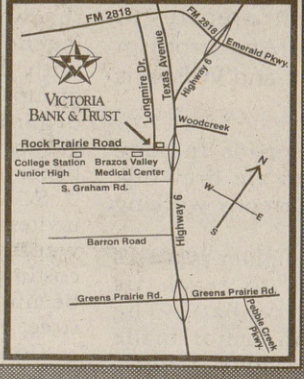 FM 2818
FM 2818
Emerald Pkwy.
Longmire Dr.
Texas Avenue
Highway 6
VICTORIA
BANK & TRUST
Woodcreek
Rock Prairie Road
College Station
Junior High
Brazos Valley
Medical Center
S. Graham Rd.
N
W
E
S
Highway 6
Barron Road
Greens Prairie Rd.
Greens Prairie Rd.
Pebble Creek
Pkwy.